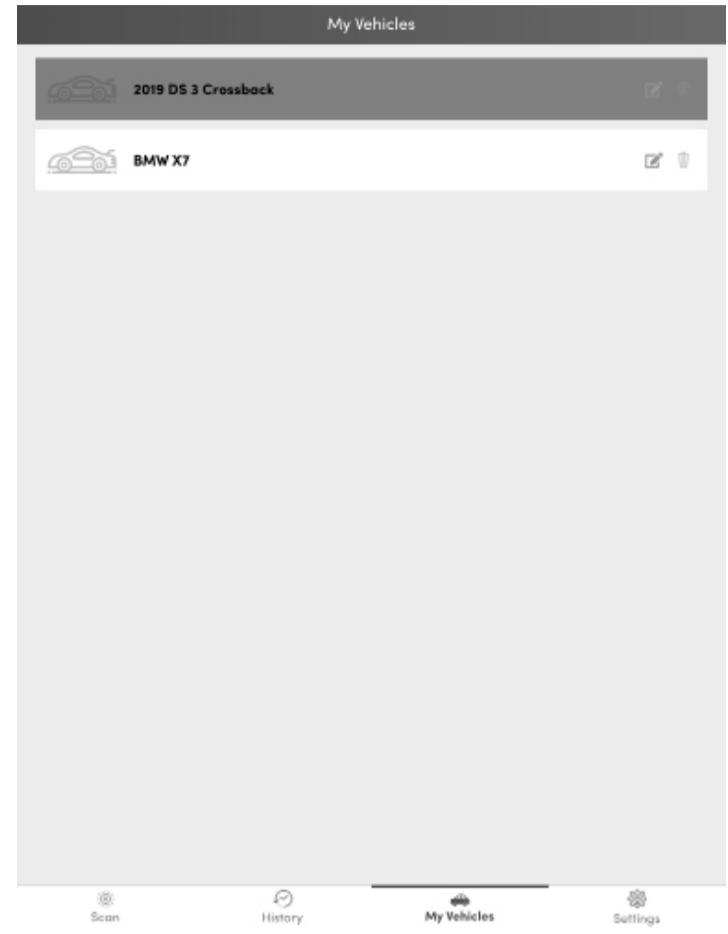 My Vehicles
2019 DS 3 Crossback
BMW X7
Scan
History
My Vehicles
Settings